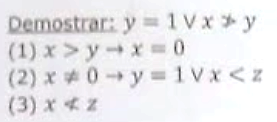 Demostrar: y = 1 ∨ x ≯ y
(1) x > y → x = 0
(2) x ≠ 0 → y = 1 ∨ x < z
(3) x ≮ z